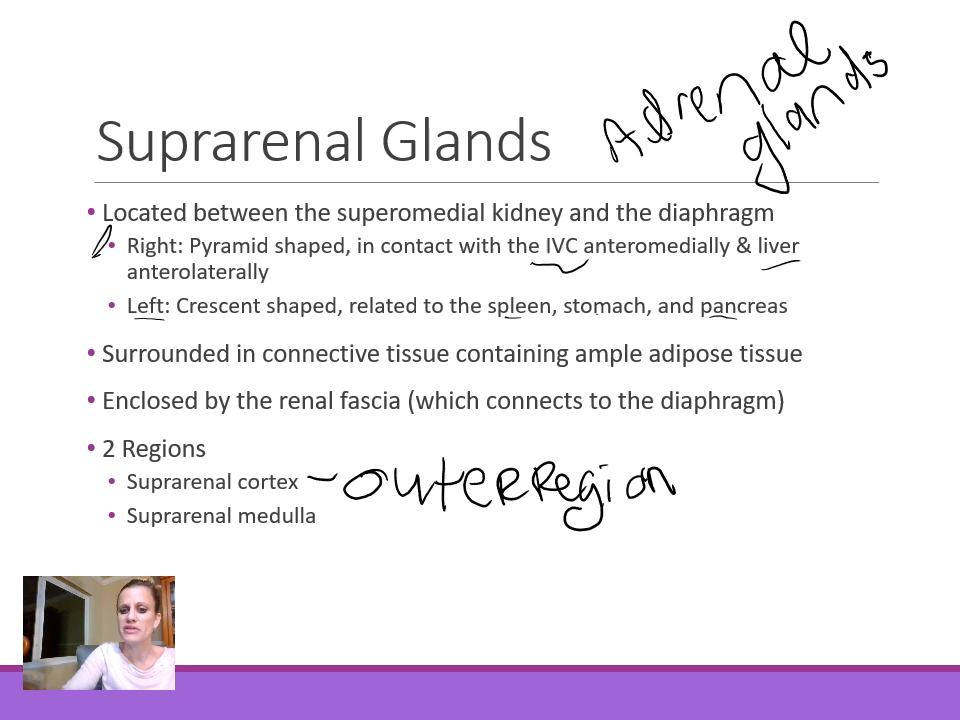 Adrenal
glands
Suprarenal Glands
• Located between the superomedial kidney and the diaphragm
• Right: Pyramid shaped, in contact with the IVC anteromedially & liver
anterolaterally
• Left: Crescent shaped, related to the spleen, stomach, and pancreas
• Surrounded in connective tissue containing ample adipose tissue
• Enclosed by the renal fascia (which connects to the diaphragm)
• 2 Regions
• Suprarenal cortex - outer Region
• Suprarenal medulla